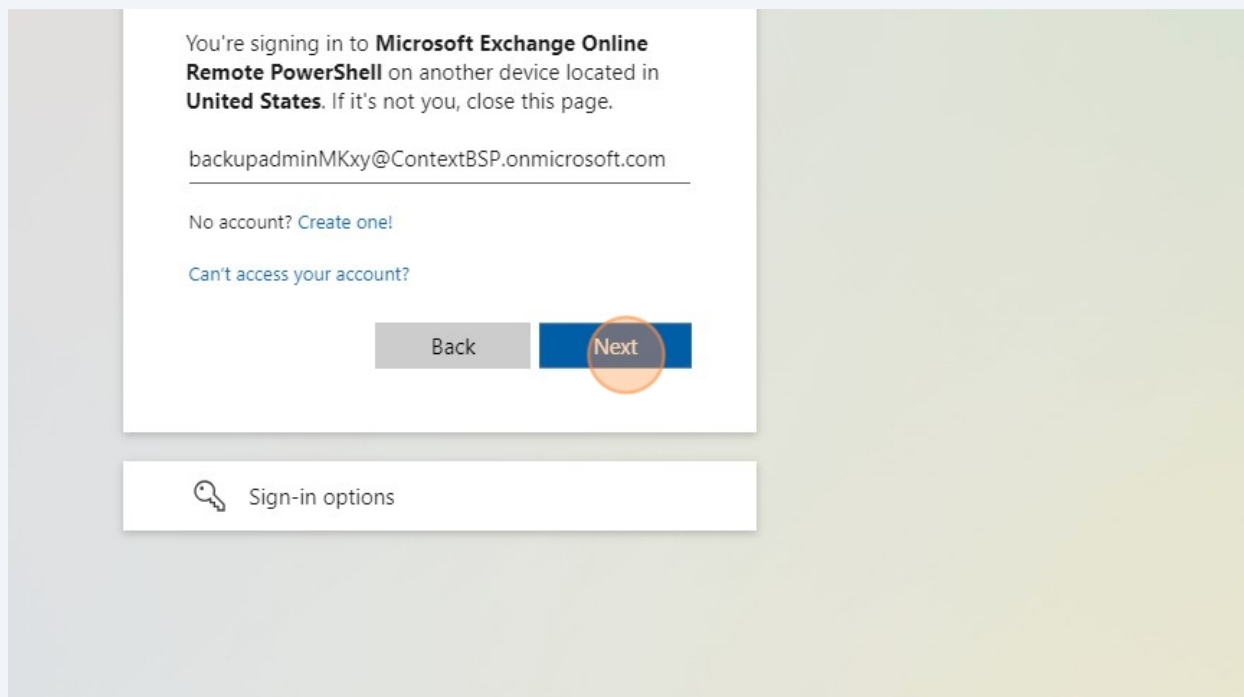 You're signing in to Microsoft Exchange Online
Remote PowerShell on another device located in
United States. If it's not you, close this page.
backupadminMKxy@ContextBSP.onmicrosoft.com
No account? Create one!
Can't access your account?
Back Next
Sign-in options